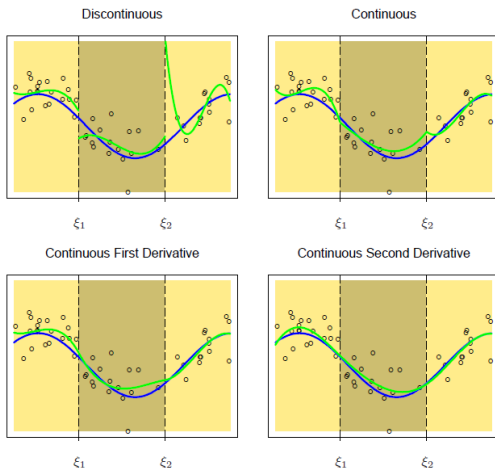 Discontinuous
Continuous
ξ₁ ξ₂
ξ₁ ξ₂
Continuous First Derivative
Continuous Second Derivative
ξ₁ ξ₂
ξ₁ ξ₂